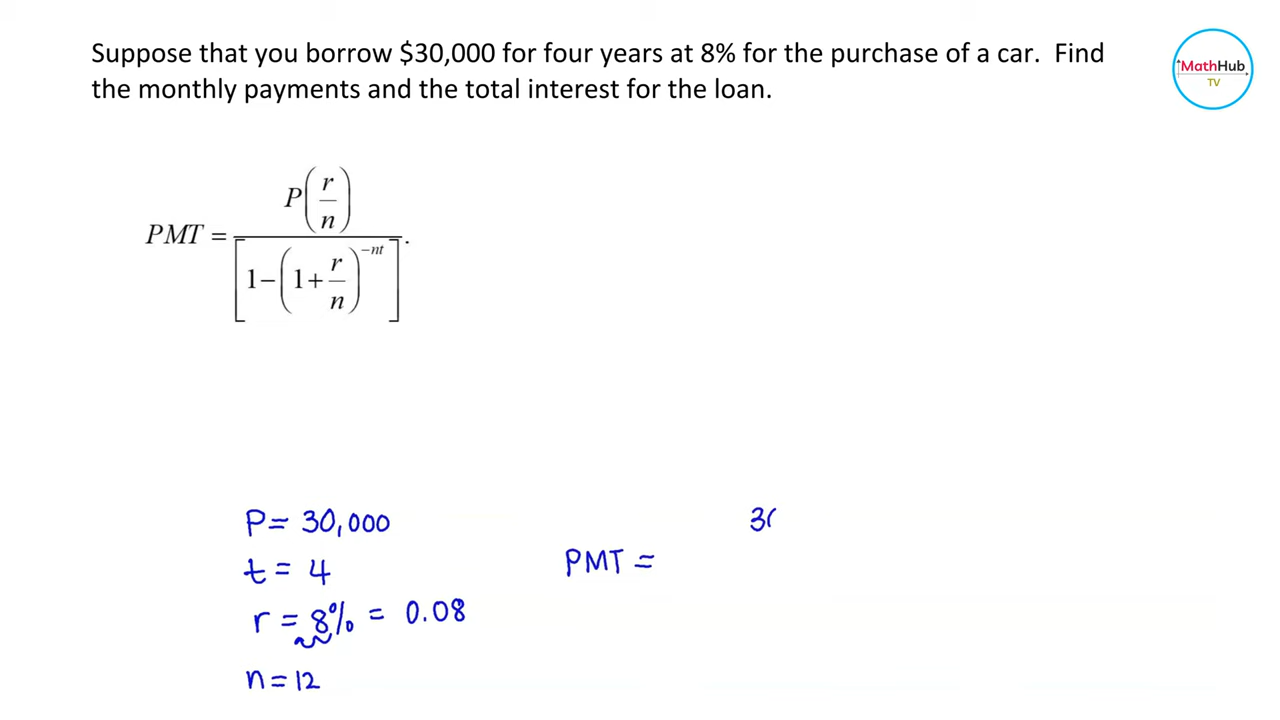 Suppose that you borrow $30,000 for four years at 8% for the purchase of a car. Find
the monthly payments and the total interest for the loan.
MathHub
TV
PMT = P(r/n) / [1−(1+r/n)^−nt].
P = 30,000
t = 4
r = 8% = 0.08
n = 12
30
PMT =